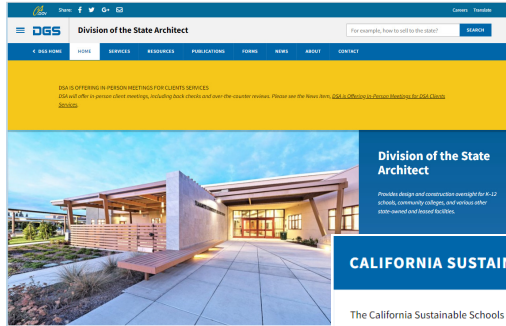 CA.GOV Share: Careers Translate
DGS Division of the State Architect For example, how to sell to the state? SEARCH
< DGS HOME HOME SERVICES RESOURCES PUBLICATIONS FORMS NEWS ABOUT CONTACT
DSA IS OFFERING IN-PERSON MEETINGS FOR CLIENTS SERVICES
DSA will offer in-person client meetings, including back checks and over-the-counter reviews. Please see the News item, DSA is Offering In-Person Meetings for DSA Clients
Services.
Division of the State
Architect
Provides design and construction oversight for K–12
schools, community colleges, and various other
state-owned and leased facilities.
CALIFORNIA SUSTAIN
The California Sustainable Schools